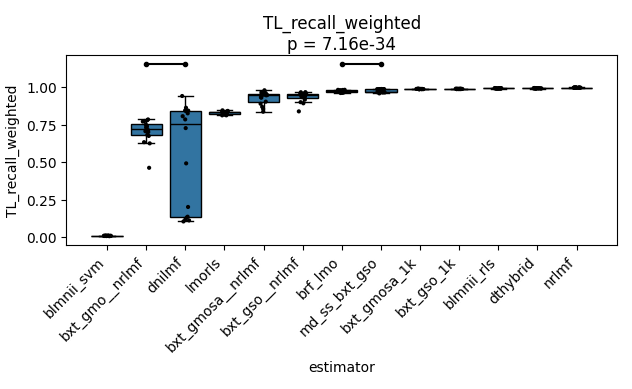 TL_recall_weighted
p = 7.16e-34
TL_recall_weighted
1.00
0.75
0.50
0.25
0.00
blmnii_svm
bxt_gmo__nrlmf
dnilmf
lmorls
bxt_gmosa__nrlmf
bxt_gso__nrlmf
brf_lmo
md_ss_bxt_gso
bxt_gmosa_1k
bxt_gso_1k
blmnii_rls
dthybrid
nrlmf
estimator